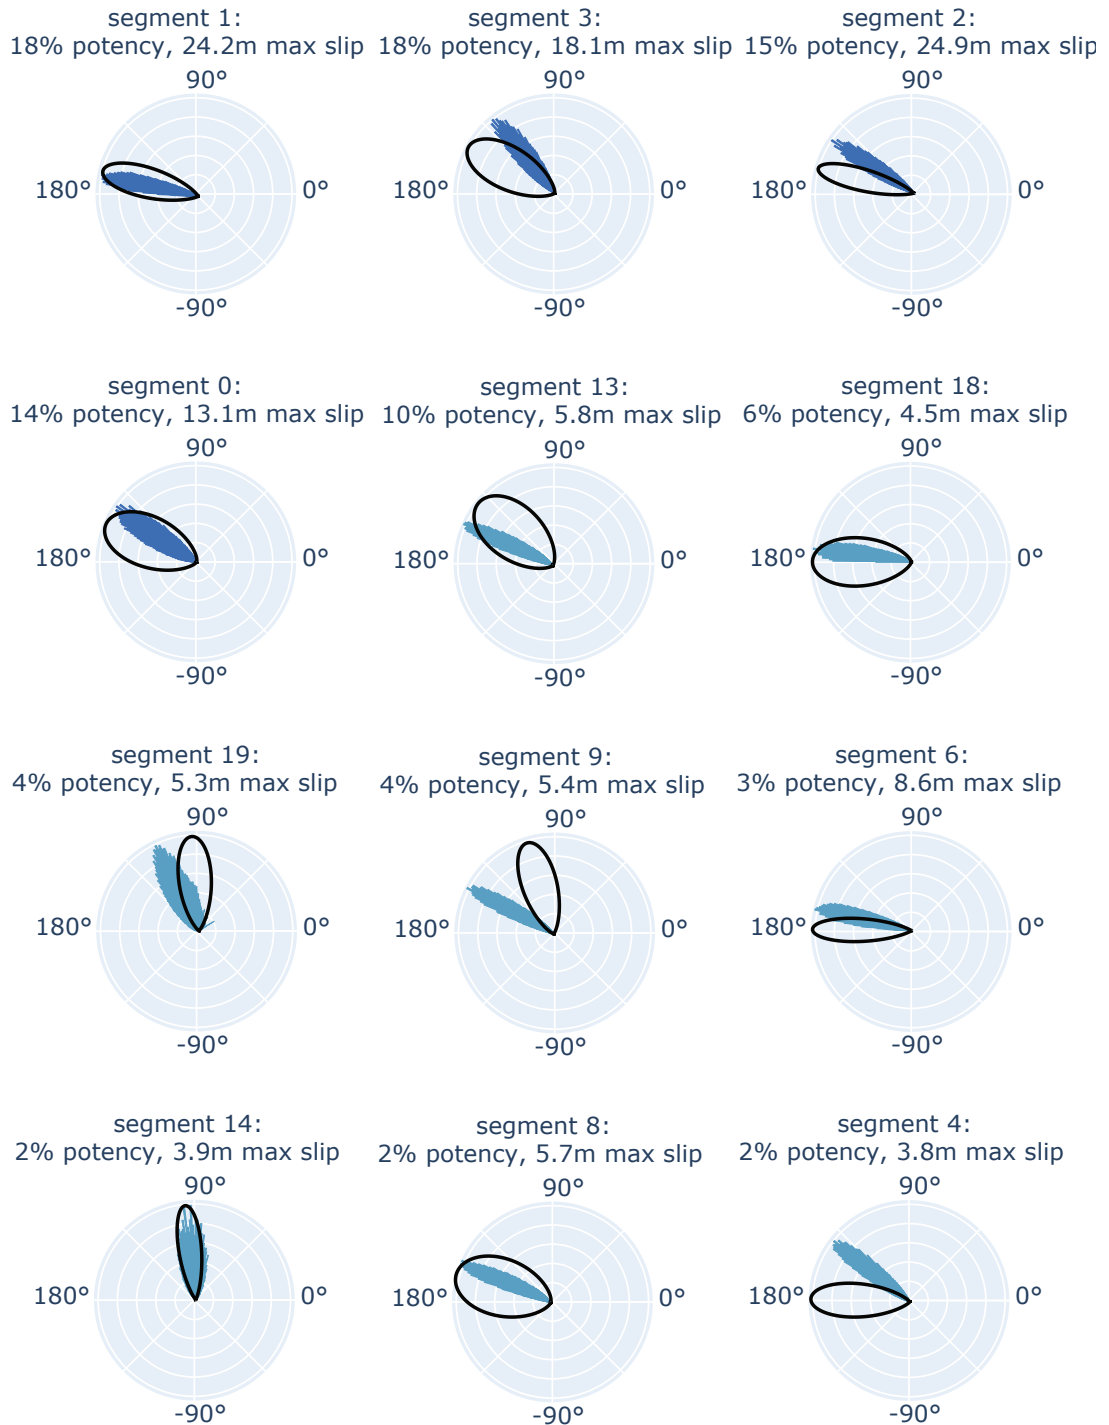 segment 1:
18% potency, 24.2m max slip
90°
180°
0°
-90°
segment 3:
18% potency, 18.1m max slip
90°
180°
0°
-90°
segment 2:
15% potency, 24.9m max slip
90°
180°
0°
-90°
segment 0:
14% potency, 13.1m max slip
90°
180°
0°
-90°
segment 13:
10% potency, 5.8m max slip
90°
180°
0°
-90°
segment 18:
6% potency, 4.5m max slip
90°
180°
0°
-90°
segment 19:
4% potency, 5.3m max slip
90°
180°
0°
-90°
segment 9:
4% potency, 5.4m max slip
90°
180°
0°
-90°
segment 6:
3% potency, 8.6m max slip
90°
180°
0°
-90°
segment 14:
2% potency, 3.9m max slip
90°
180°
0°
-90°
segment 8:
2% potency, 5.7m max slip
90°
180°
0°
-90°
segment 4:
2% potency, 3.8m max slip
90°
180°
0°
-90°